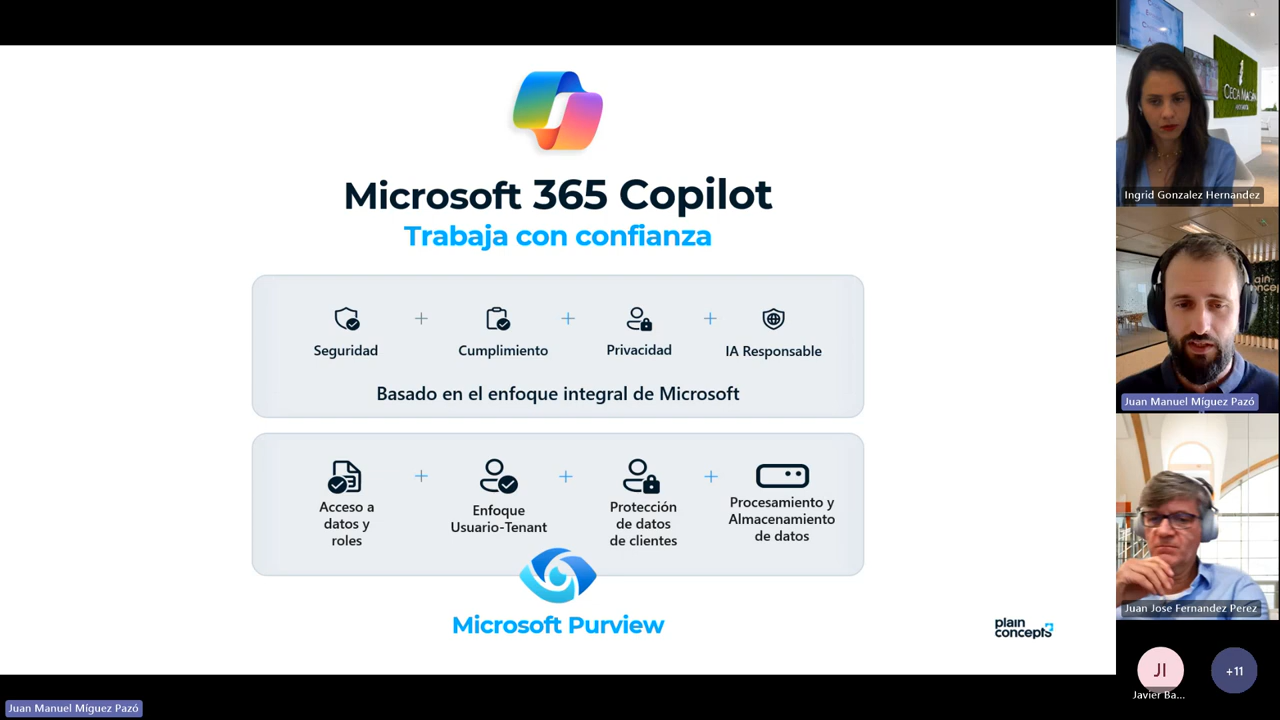 Microsoft 365 Copilot
Trabaja con confianza
Seguridad
Cumplimiento
Privacidad
IA Responsable
Basado en el enfoque integral de Microsoft
Acceso a
datos y
roles
Enfoque
Usuario-Tenant
Protección
de datos
de clientes
Procesamiento y
Almacenamiento
de datos
Microsoft Purview
plain
concepts
CECA MAGÁN
Ingrid Gonzalez Hernandez
Juan Manuel Míguez Pazó
Juan Jose Fernandez Perez
JI
Javier Ba...
+11
Juan Manuel Míguez Pazó